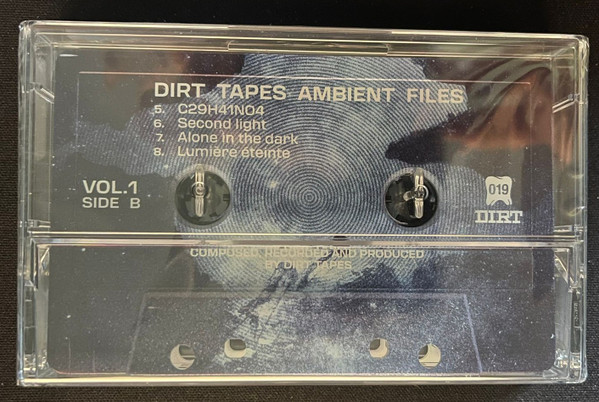 DIRT TAPES AMBIENT FILES
5. C29H41NO4
6. Second light
7. Alone in the dark
8. Lumière éteinte
VOL.1
SIDE B
019
DIRT
COMPOSED, RECORDED AND PRODUCED
BY DIRT TAPES